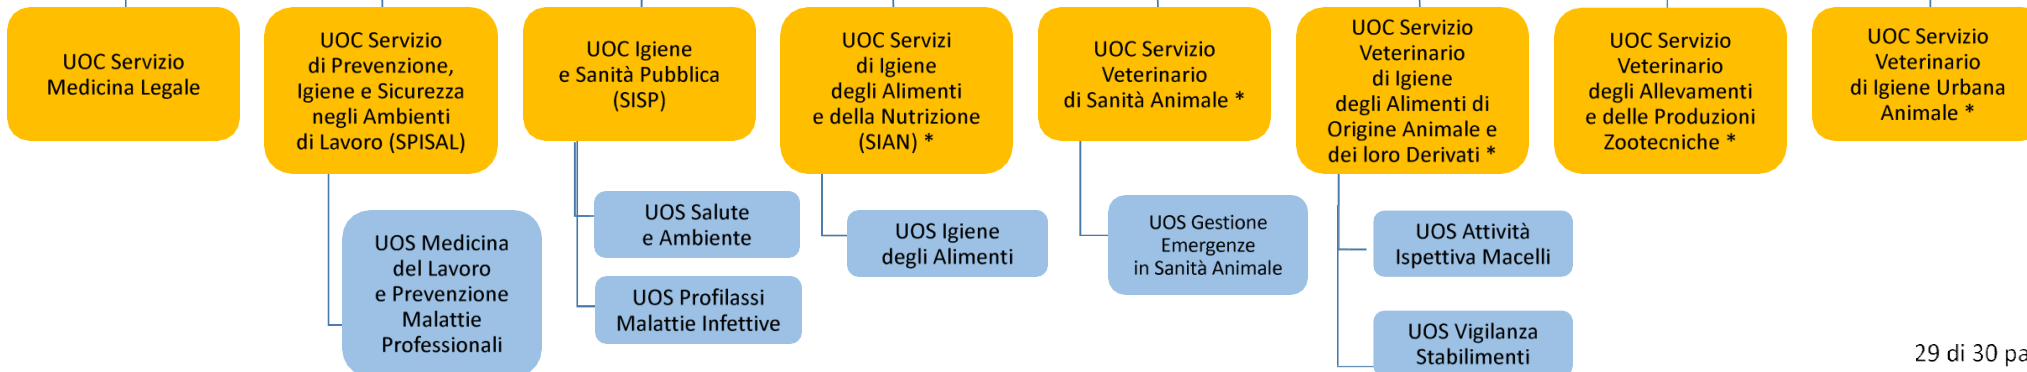 UOC Servizio
Medicina Legale
UOC Servizio
di Prevenzione,
Igiene e Sicurezza
negli Ambienti
di Lavoro (SPISAL)
UOC Igiene
e Sanità Pubblica
(SISP)
UOC Servizi
di Igiene
degli Alimenti
e della Nutrizione
(SIAN) *
UOC Servizio
Veterinario
di Sanità Animale *
UOC Servizio
Veterinario
di Igiene
degli Alimenti di
Origine Animale e
dei loro Derivati *
UOC Servizio
Veterinario
degli Allevamenti
e delle Produzioni
Zootecniche *
UOC Servizio
Veterinario
di Igiene Urbana
Animale *
UOS Medicina
del Lavoro
e Prevenzione
Malattie
Professionali
UOS Salute
e Ambiente
UOS Profilassi
Malattie Infettive
UOS Igiene
degli Alimenti
UOS Gestione
Emergenze
in Sanità Animale
UOS Attività
Ispettiva Macelli
UOS Vigilanza
Stabilimenti
29 di 30 pa